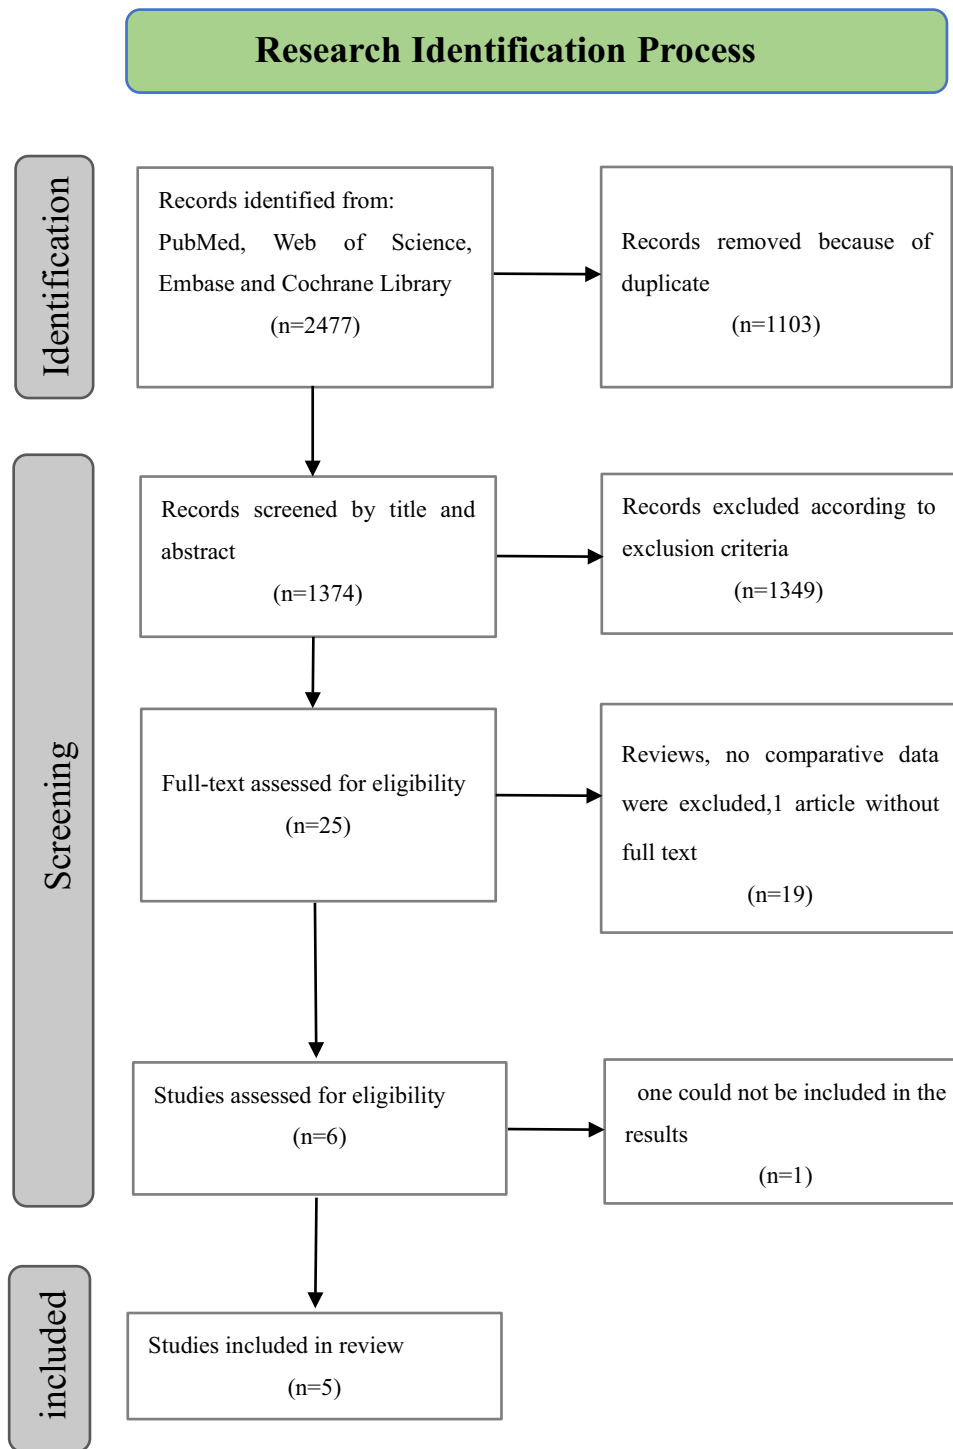 Research Identification Process
Identification
Records identified from:
PubMed, Web of Science,
Embase and Cochrane Library
(n=2477)
Records removed because of
duplicate
(n=1103)
Screening
Records screened by title and
abstract
(n=1374)
Records excluded according to
exclusion criteria
(n=1349)
Full-text assessed for eligibility
(n=25)
Reviews, no comparative data
were excluded,1 article without
full text
(n=19)
Studies assessed for eligibility
(n=6)
one could not be included in the
results
(n=1)
included
Studies included in review
(n=5)